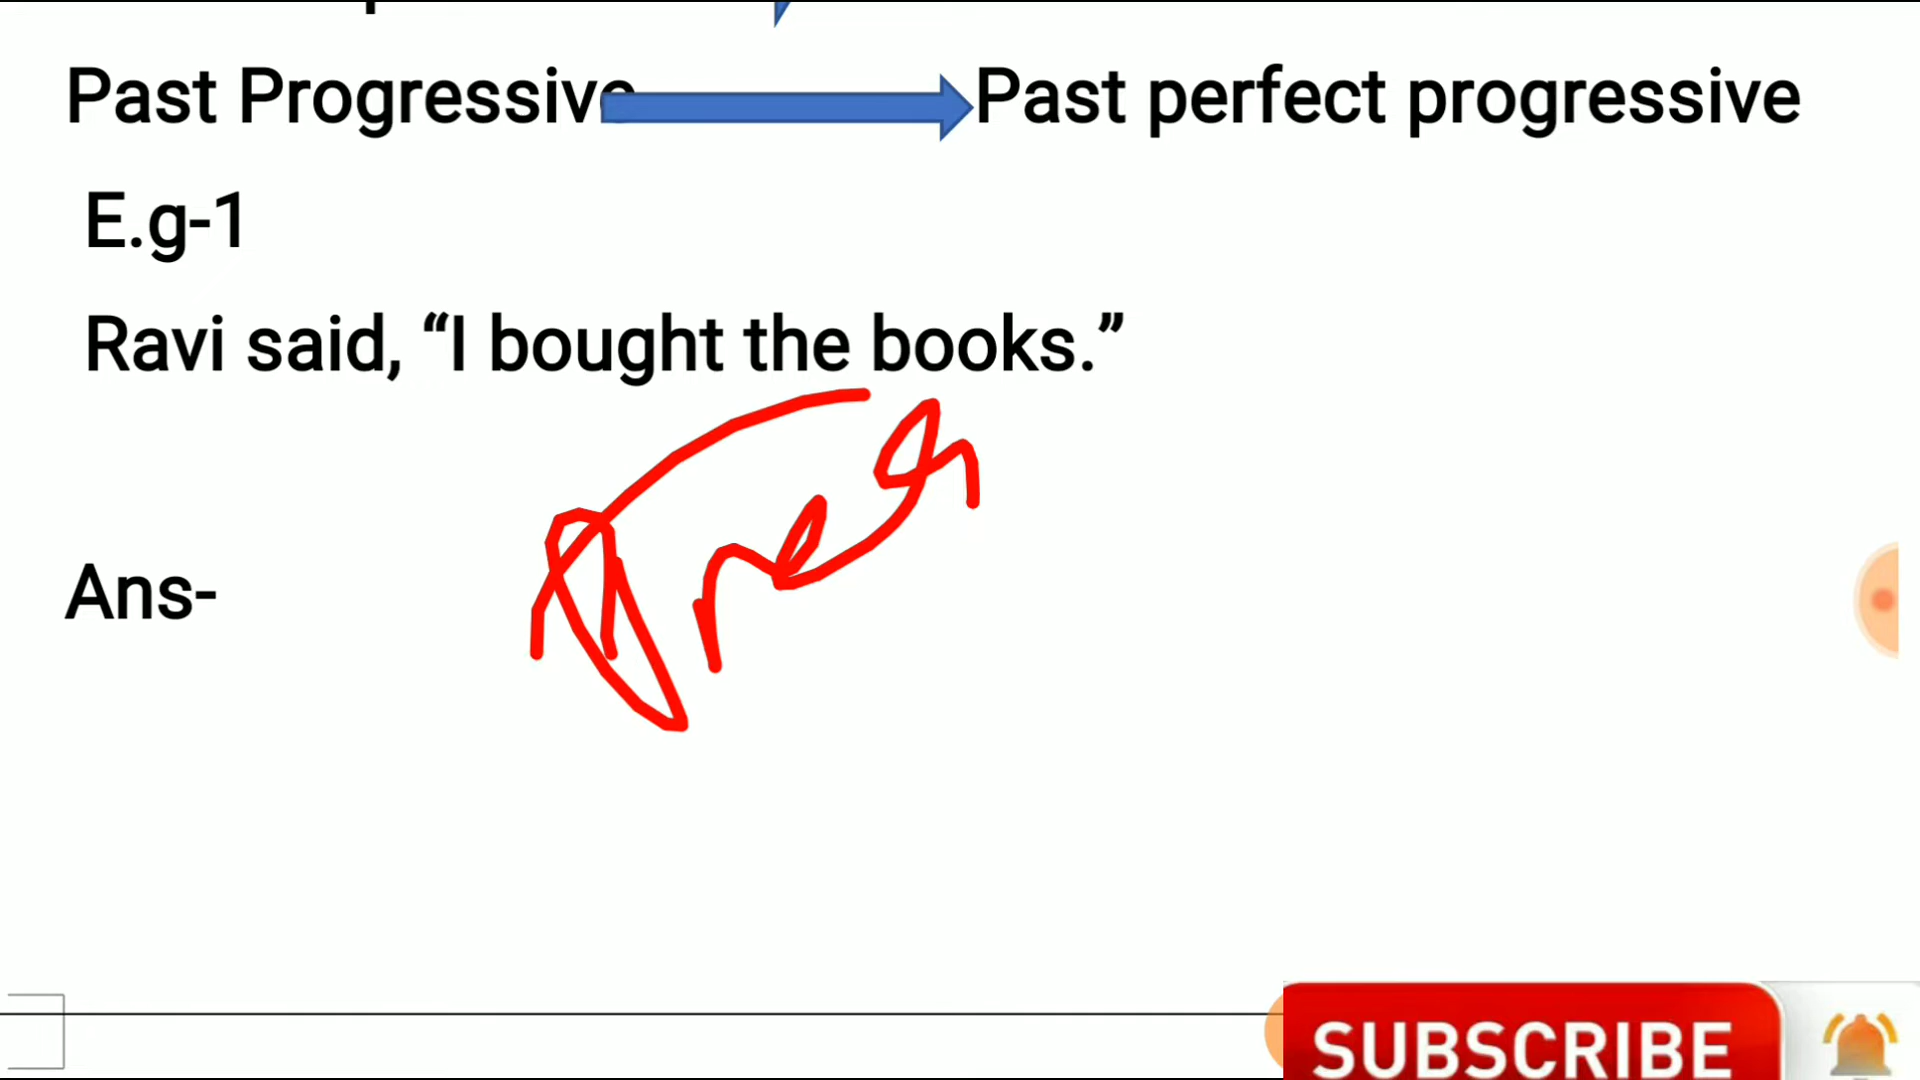 Past Progressive Past perfect progressive
E.g-1
Ravi said, “I bought the books.”
Ans-
SUBSCRIBE